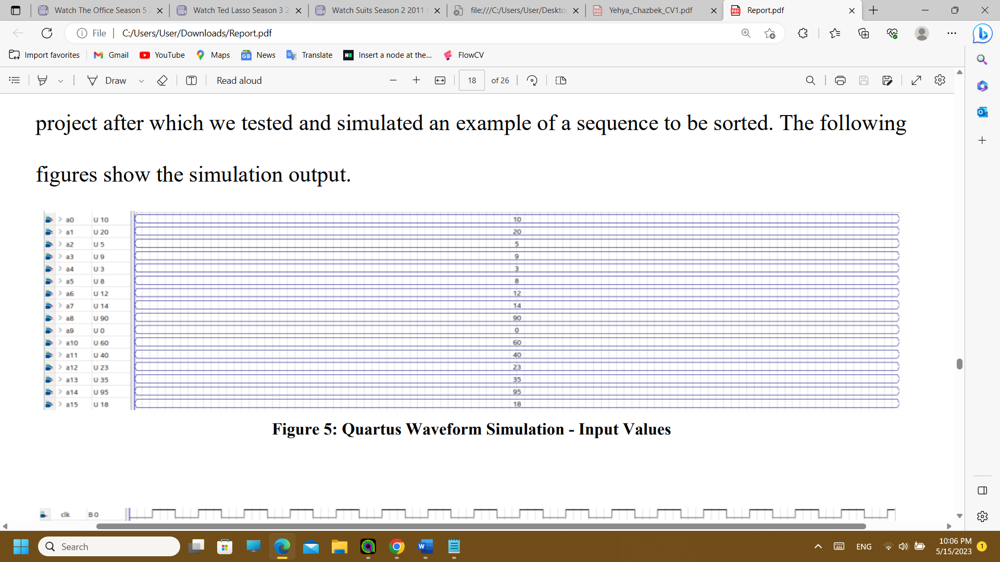 Watch The Office Season 5
Watch Ted Lasso Season 3 2
Watch Suits Season 2 2011
file:///C:/Users/User/Deskto
Yehya_Chazbek_CV1.pdf
Report.pdf
File
C:/Users/User/Downloads/Report.pdf
Import favorites
Gmail
YouTube
Maps
News
Translate
Insert a node at the...
FlowCV
Draw
Read aloud
18
of 26
project after which we tested and simulated an example of a sequence to be sorted. The following
figures show the simulation output.
a0 U 10 10
a1 U 20 20
a2 U 5 5
a3 U 9 9
a4 U 3 3
a5 U 8 8
a6 U 12 12
a7 U 14 14
a8 U 90 90
a9 U 0 0
a10 U 60 60
a11 U 40 40
a12 U 23 23
a13 U 35 35
a14 U 95 95
a15 U 18 18
Figure 5: Quartus Waveform Simulation - Input Values
clk B 0
Search
ENG
10:06 PM
5/15/2023
1